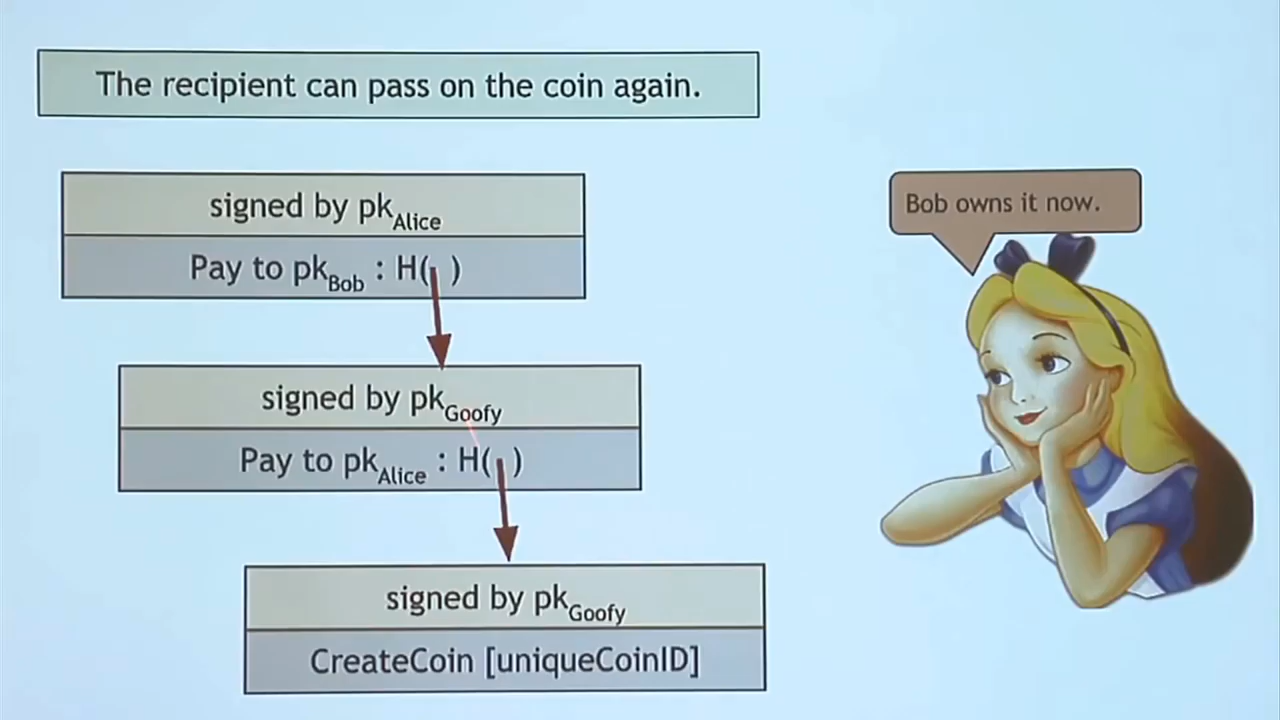 The recipient can pass on the coin again.
signed by pkAlice
Pay to pkBob : H( )
Bob owns it now.
signed by pkGoofy
Pay to pkAlice : H( )
signed by pkGoofy
CreateCoin [uniqueCoinID]